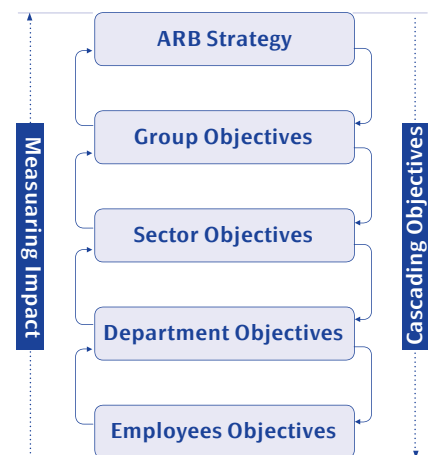 ARB Strategy
Group Objectives
Sector Objectives
Department Objectives
Employees Objectives
Measuaring Impact
Cascading Objectives